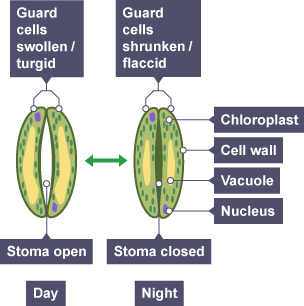 Guard
cells
swollen /
turgid
Guard
cells
shrunken /
flaccid
Chloroplast
Cell wall
Vacuole
Nucleus
Stoma open
Stoma closed
Day
Night